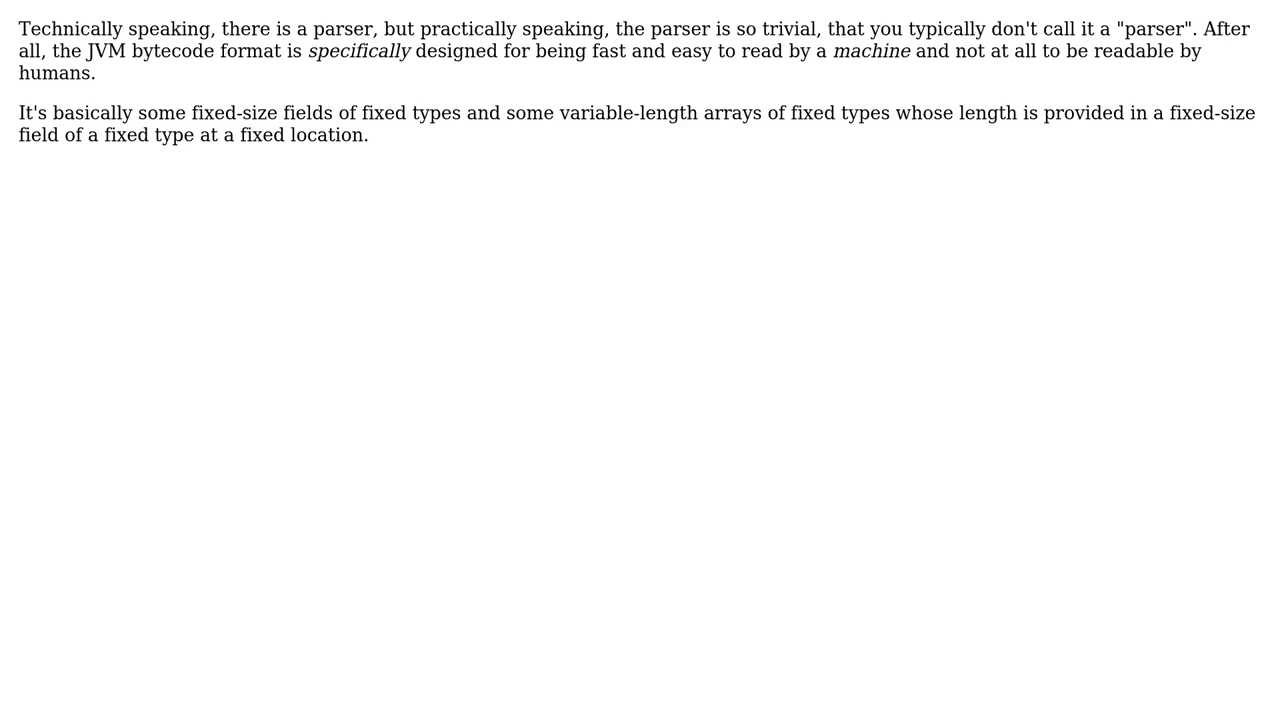 Technically speaking, there is a parser, but practically speaking, the parser is so trivial, that you typically don't call it a "parser". After
all, the JVM bytecode format is specifically designed for being fast and easy to read by a machine and not at all to be readable by
humans.
It's basically some fixed-size fields of fixed types and some variable-length arrays of fixed types whose length is provided in a fixed-size
field of a fixed type at a fixed location.